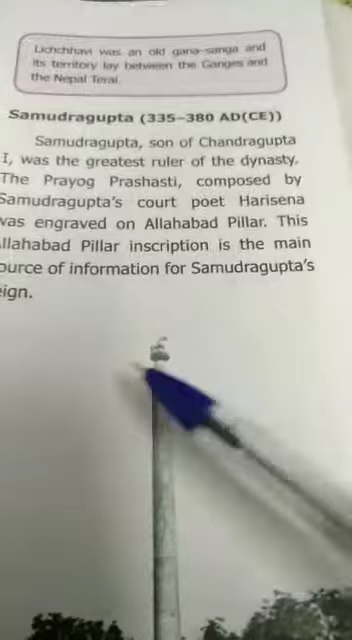 Lichchhavi was an old gana-sanga and
its territory lay between the Ganges and
the Nepal Terai.
Samudragupta (335-380 AD(CE))
Samudragupta, son of Chandragupta
I, was the greatest ruler of the dynasty.
The Prayog Prashasti, composed by
Samudragupta's court poet Harisena
was engraved on Allahabad Pillar. This
llahabad Pillar inscription is the main
ource of information for Samudragupta's
eign.